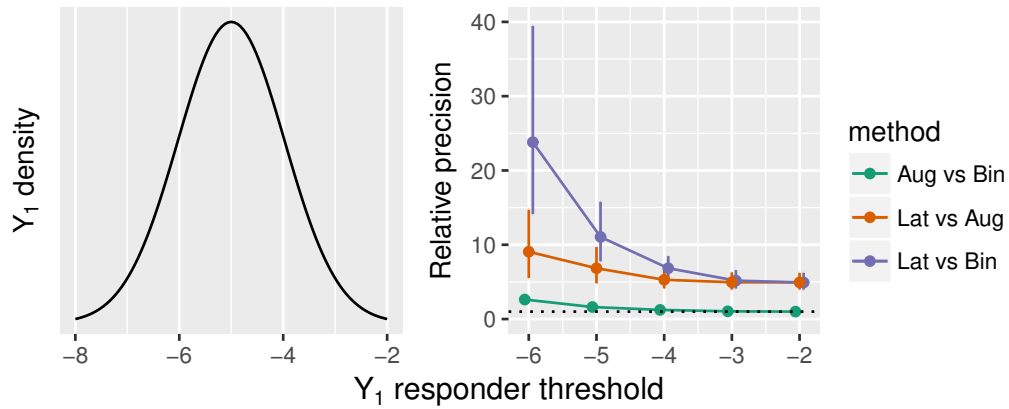 Y1 density
−8 −6 −4 −2
Relative precision
40
30
20
10
0
−6 −5 −4 −3 −2
Y1 responder threshold
method
Aug vs Bin
Lat vs Aug
Lat vs Bin